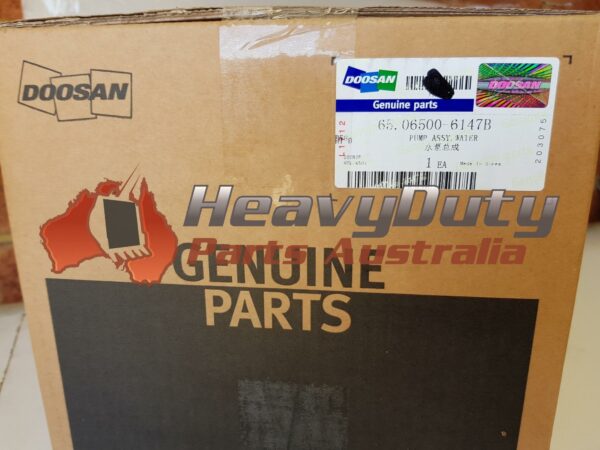 DOOSAN
DOOSAN
DOOSAN
Genuine parts
65.06500-6147B
PUMP ASSY,WATER
水泵总成
1 EA
Made in Korea
203075
HeavyDuty
Parts Australia
GENUINE
PARTS